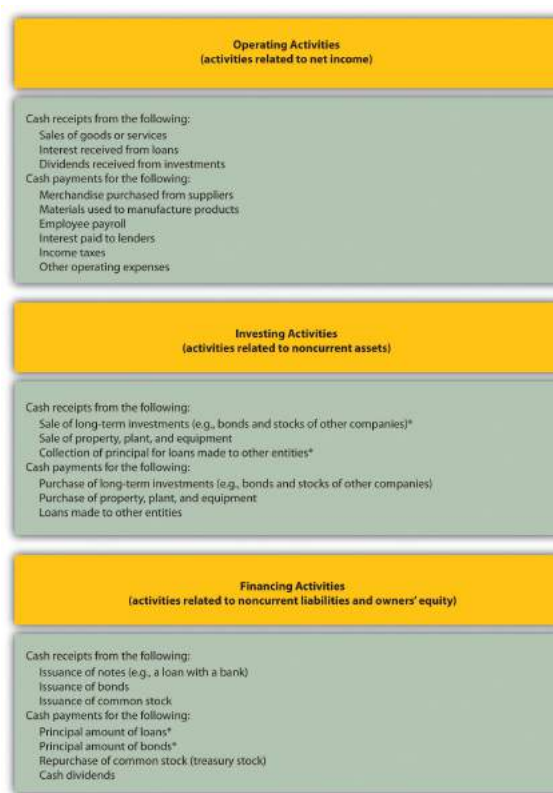 Operating Activities
(activities related to net income)
Cash receipts from the following:
Sales of goods or services
Interest received from loans
Dividends received from investments
Cash payments for the following:
Merchandise purchased from suppliers
Materials used to manufacture products
Employee payroll
Interest paid to lenders
Income taxes
Other operating expenses
Investing Activities
(activities related to noncurrent assets)
Cash receipts from the following:
Sale of long-term investments (e.g., bonds and stocks of other companies)*
Sale of property, plant, and equipment
Collection of principal for loans made to other entities*
Cash payments for the following:
Purchase of long-term investments (e.g., bonds and stocks of other companies)
Purchase of property, plant, and equipment
Loans made to other entities
Financing Activities
(activities related to noncurrent liabilities and owners' equity)
Cash receipts from the following:
Issuance of notes (e.g., a loan with a bank)
Issuance of bonds
Issuance of common stock
Cash payments for the following:
Principal amount of loans*
Principal amount of bonds*
Repurchase of common stock (treasury stock)
Cash dividends